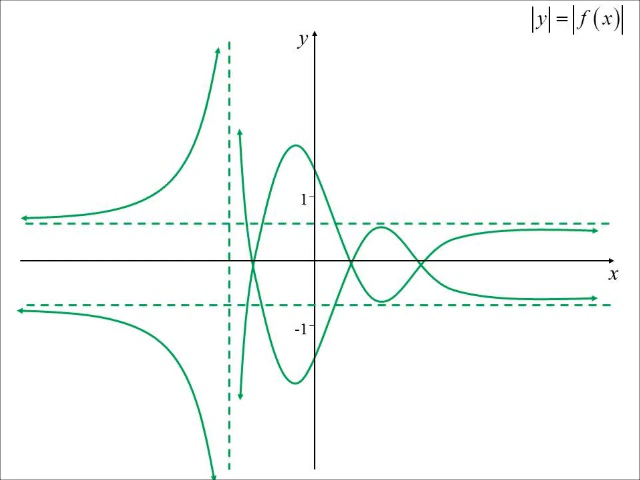 |y| = |f(x)|
y
1
x
-1